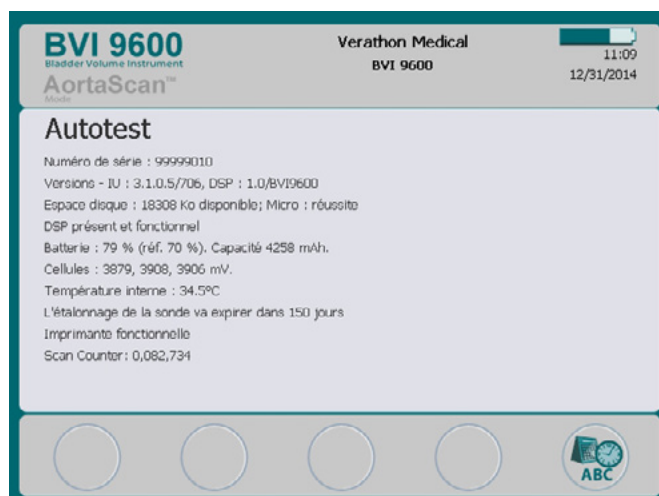 BVI 9600
Bladder Volume Instrument
AortaScan™
Mode
Verathon Medical
BVI 9600
11:09
12/31/2014
Autotest
Numéro de série : 99999010
Versions - IU : 3.1.0.5/706, DSP : 1.0/BVI9600
Espace disque : 18308 Ko disponible; Micro : réussite
DSP présent et fonctionnel
Batterie : 79 % (réf. 70 %). Capacité 4258 mAh.
Cellules : 3879, 3908, 3906 mV.
Température interne : 34.5ºC
L'étalonnage de la sonde va expirer dans 150 jours
Imprimante fonctionnelle
Scan Counter: 0,082,734
ABC